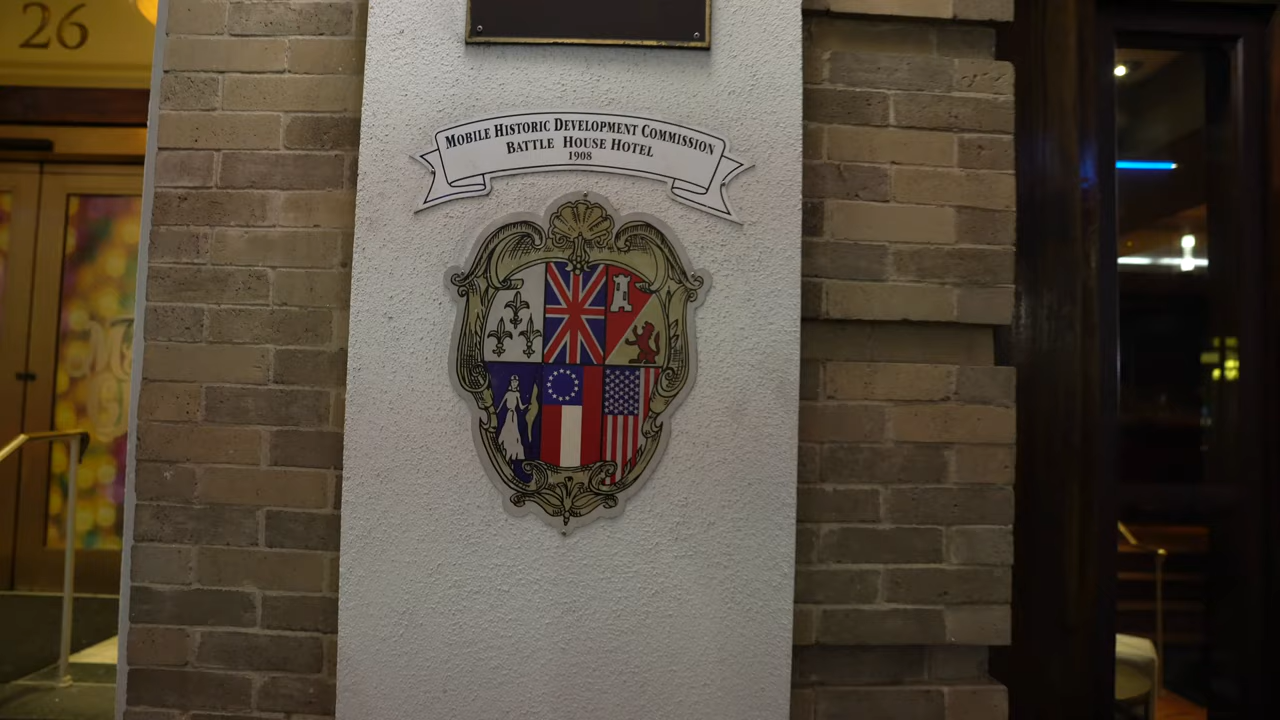 26
MOBILE HISTORIC DEVELOPMENT COMMISSION
BATTLE HOUSE HOTEL
1908